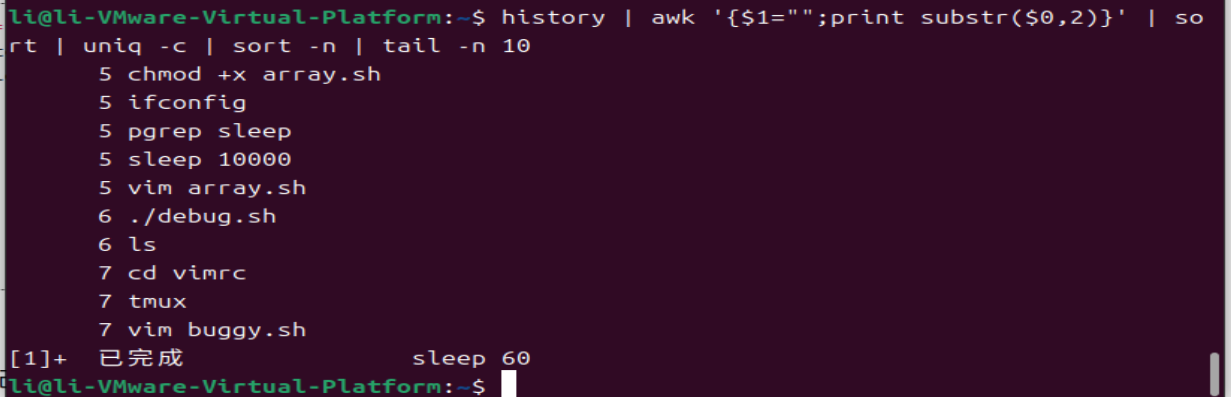 li@li-VMware-Virtual-Platform:~$ history | awk '{$1="";print substr($0,2)}' | so
rt | uniq -c | sort -n | tail -n 10
      5 chmod +x array.sh
      5 ifconfig
      5 pgrep sleep
      5 sleep 10000
      5 vim array.sh
      6 ./debug.sh
      6 ls
      7 cd vimrc
      7 tmux
      7 vim buggy.sh
[1]+  已完成               sleep 60
li@li-VMware-Virtual-Platform:~$